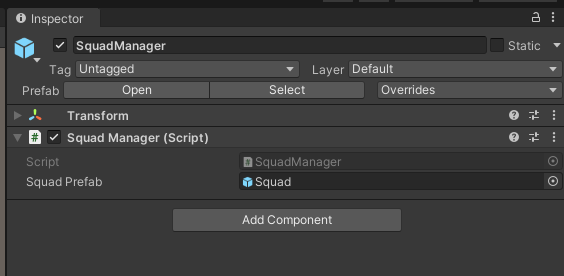 Inspector
SquadManager Static
Tag Untagged Layer Default
Prefab Open Select Overrides
Transform
# Squad Manager (Script)
Script # SquadManager
Squad Prefab Squad
Add Component